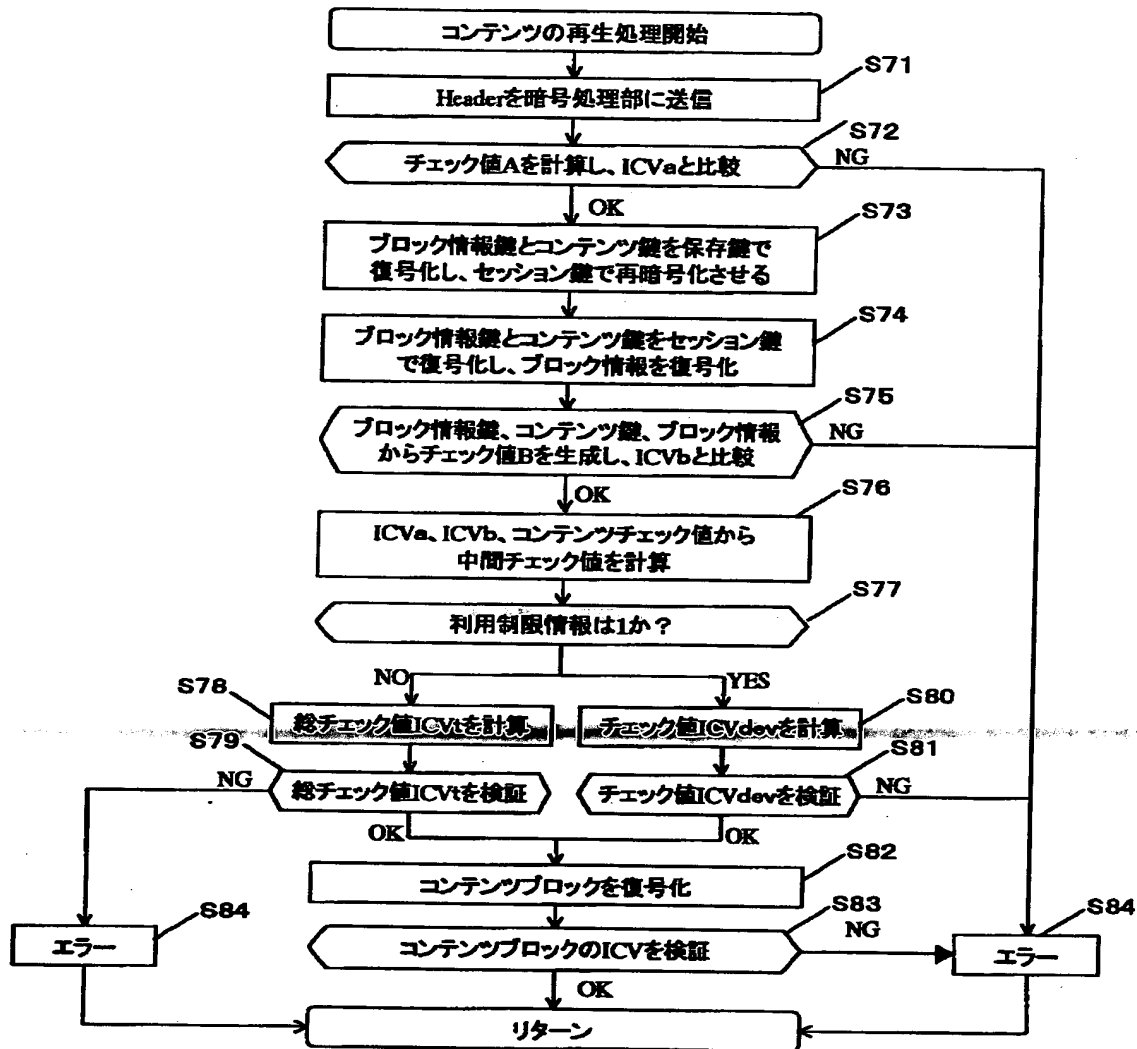 コンテンツの再生処理開始
S71
Headerを暗号処理部に送信
S72
チェック値Aを計算し、ICVaと比較
NG
OK
S73
ブロック情報鍵とコンテンツ鍵を保存鍵で
復号化し、セッション鍵で再暗号化させる
S74
ブロック情報鍵とコンテンツ鍵をセッション鍵
で復号化し、ブロック情報を復号化
S75
ブロック情報鍵、コンテンツ鍵、ブロック情報
からチェック値Bを生成し、ICVbと比較
NG
OK
S76
ICVa、ICVb、コンテンツチェック値から
中間チェック値を計算
S77
利用制限情報は1か？
NO
YES
S78
総チェック値ICVtを計算
S80
チェック値ICVdevを計算
S79
NG
総チェック値ICVtを検証
S81
チェック値ICVdevを検証
NG
OK
OK
S82
コンテンツブロックを復号化
S83
コンテンツブロックのICVを検証
NG
S84
エラー
S84
エラー
OK
リターン